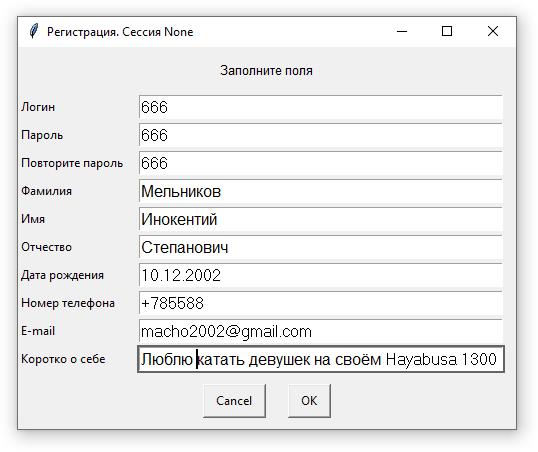 Регистрация. Сессия None
Заполните поля
Логин 666
Пароль 666
Повторите пароль 666
Фамилия Мельников
Имя Инокентий
Отчество Степанович
Дата рождения 10.12.2002
Номер телефона +785588
E-mail macho2002@gmail.com
Коротко о себе Люблю катать девушек на своём Hayabusa 1300
Cancel OK